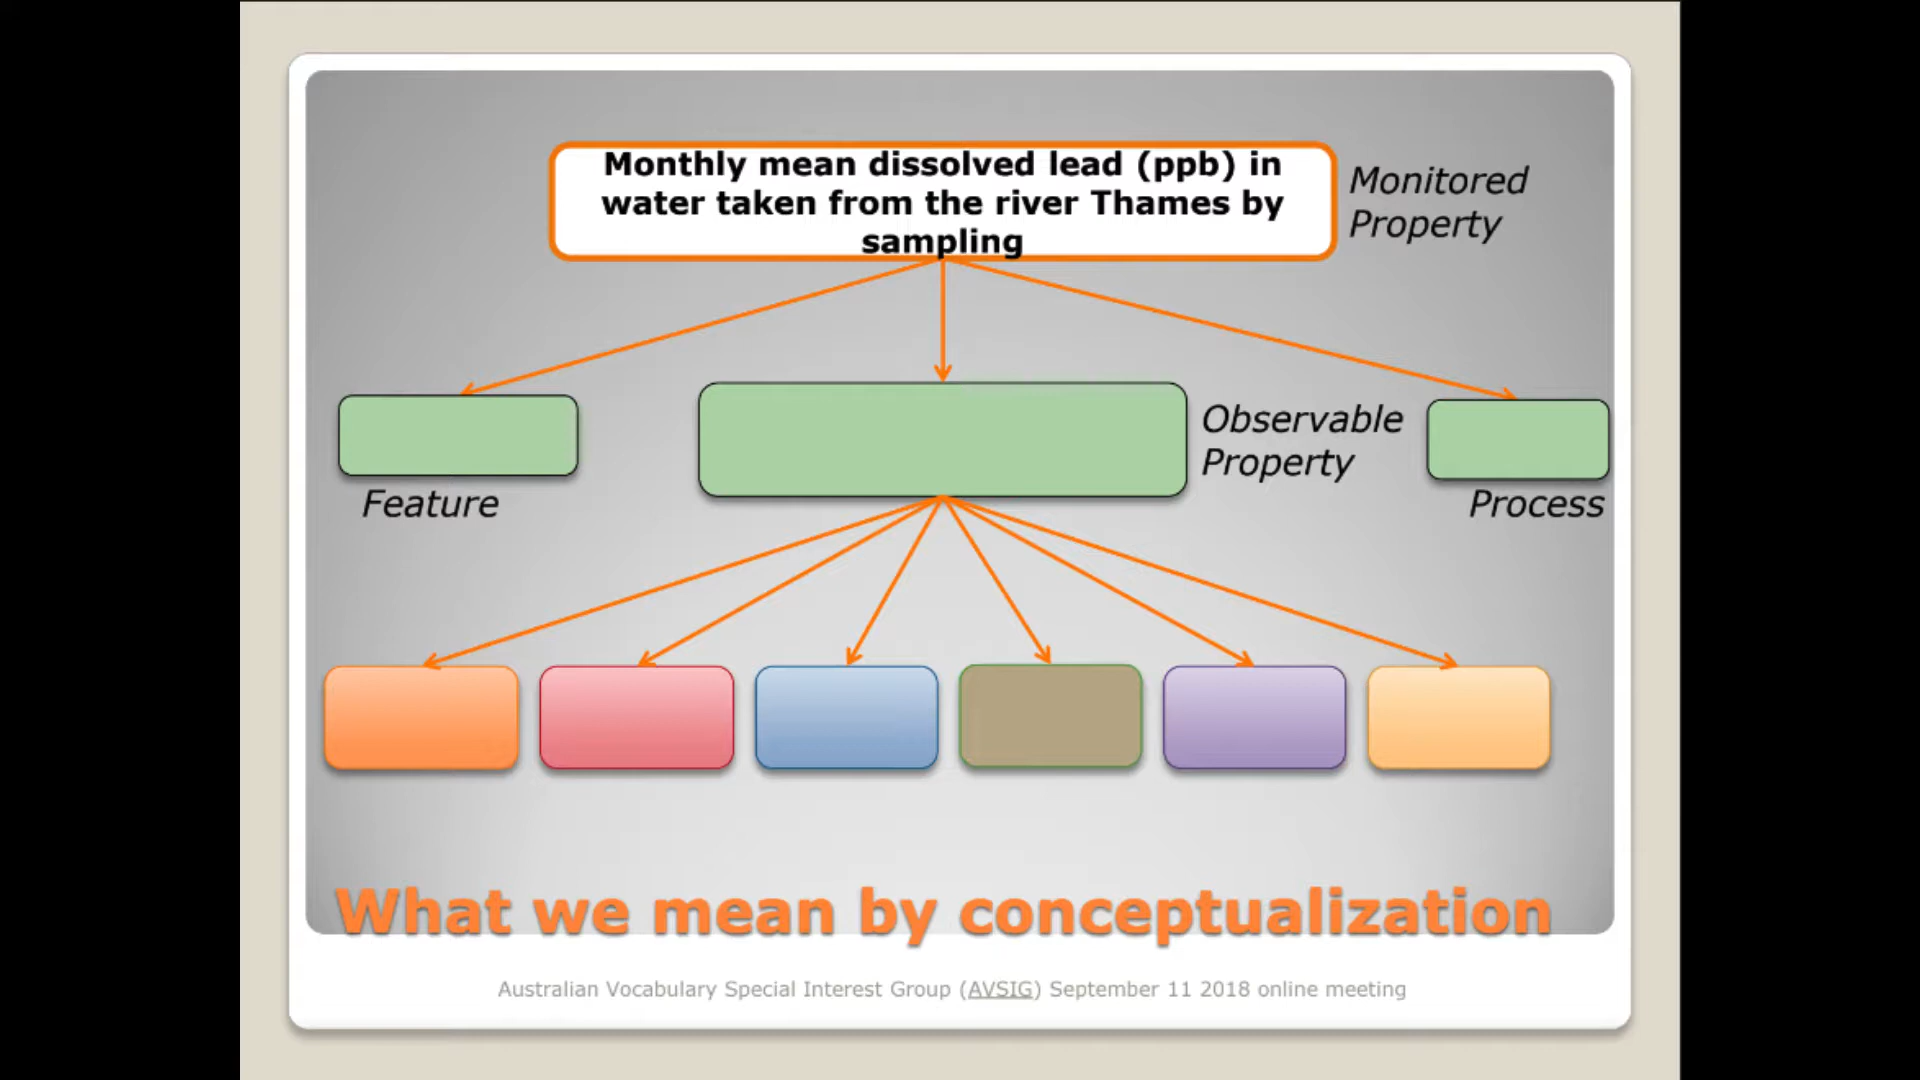 Monthly mean dissolved lead (ppb) in
water taken from the river Thames by
sampling
Monitored
Property
Observable
Property
Feature
Process
What we mean by conceptualization
Australian Vocabulary Special Interest Group (AVSIG) September 11 2018 online meeting